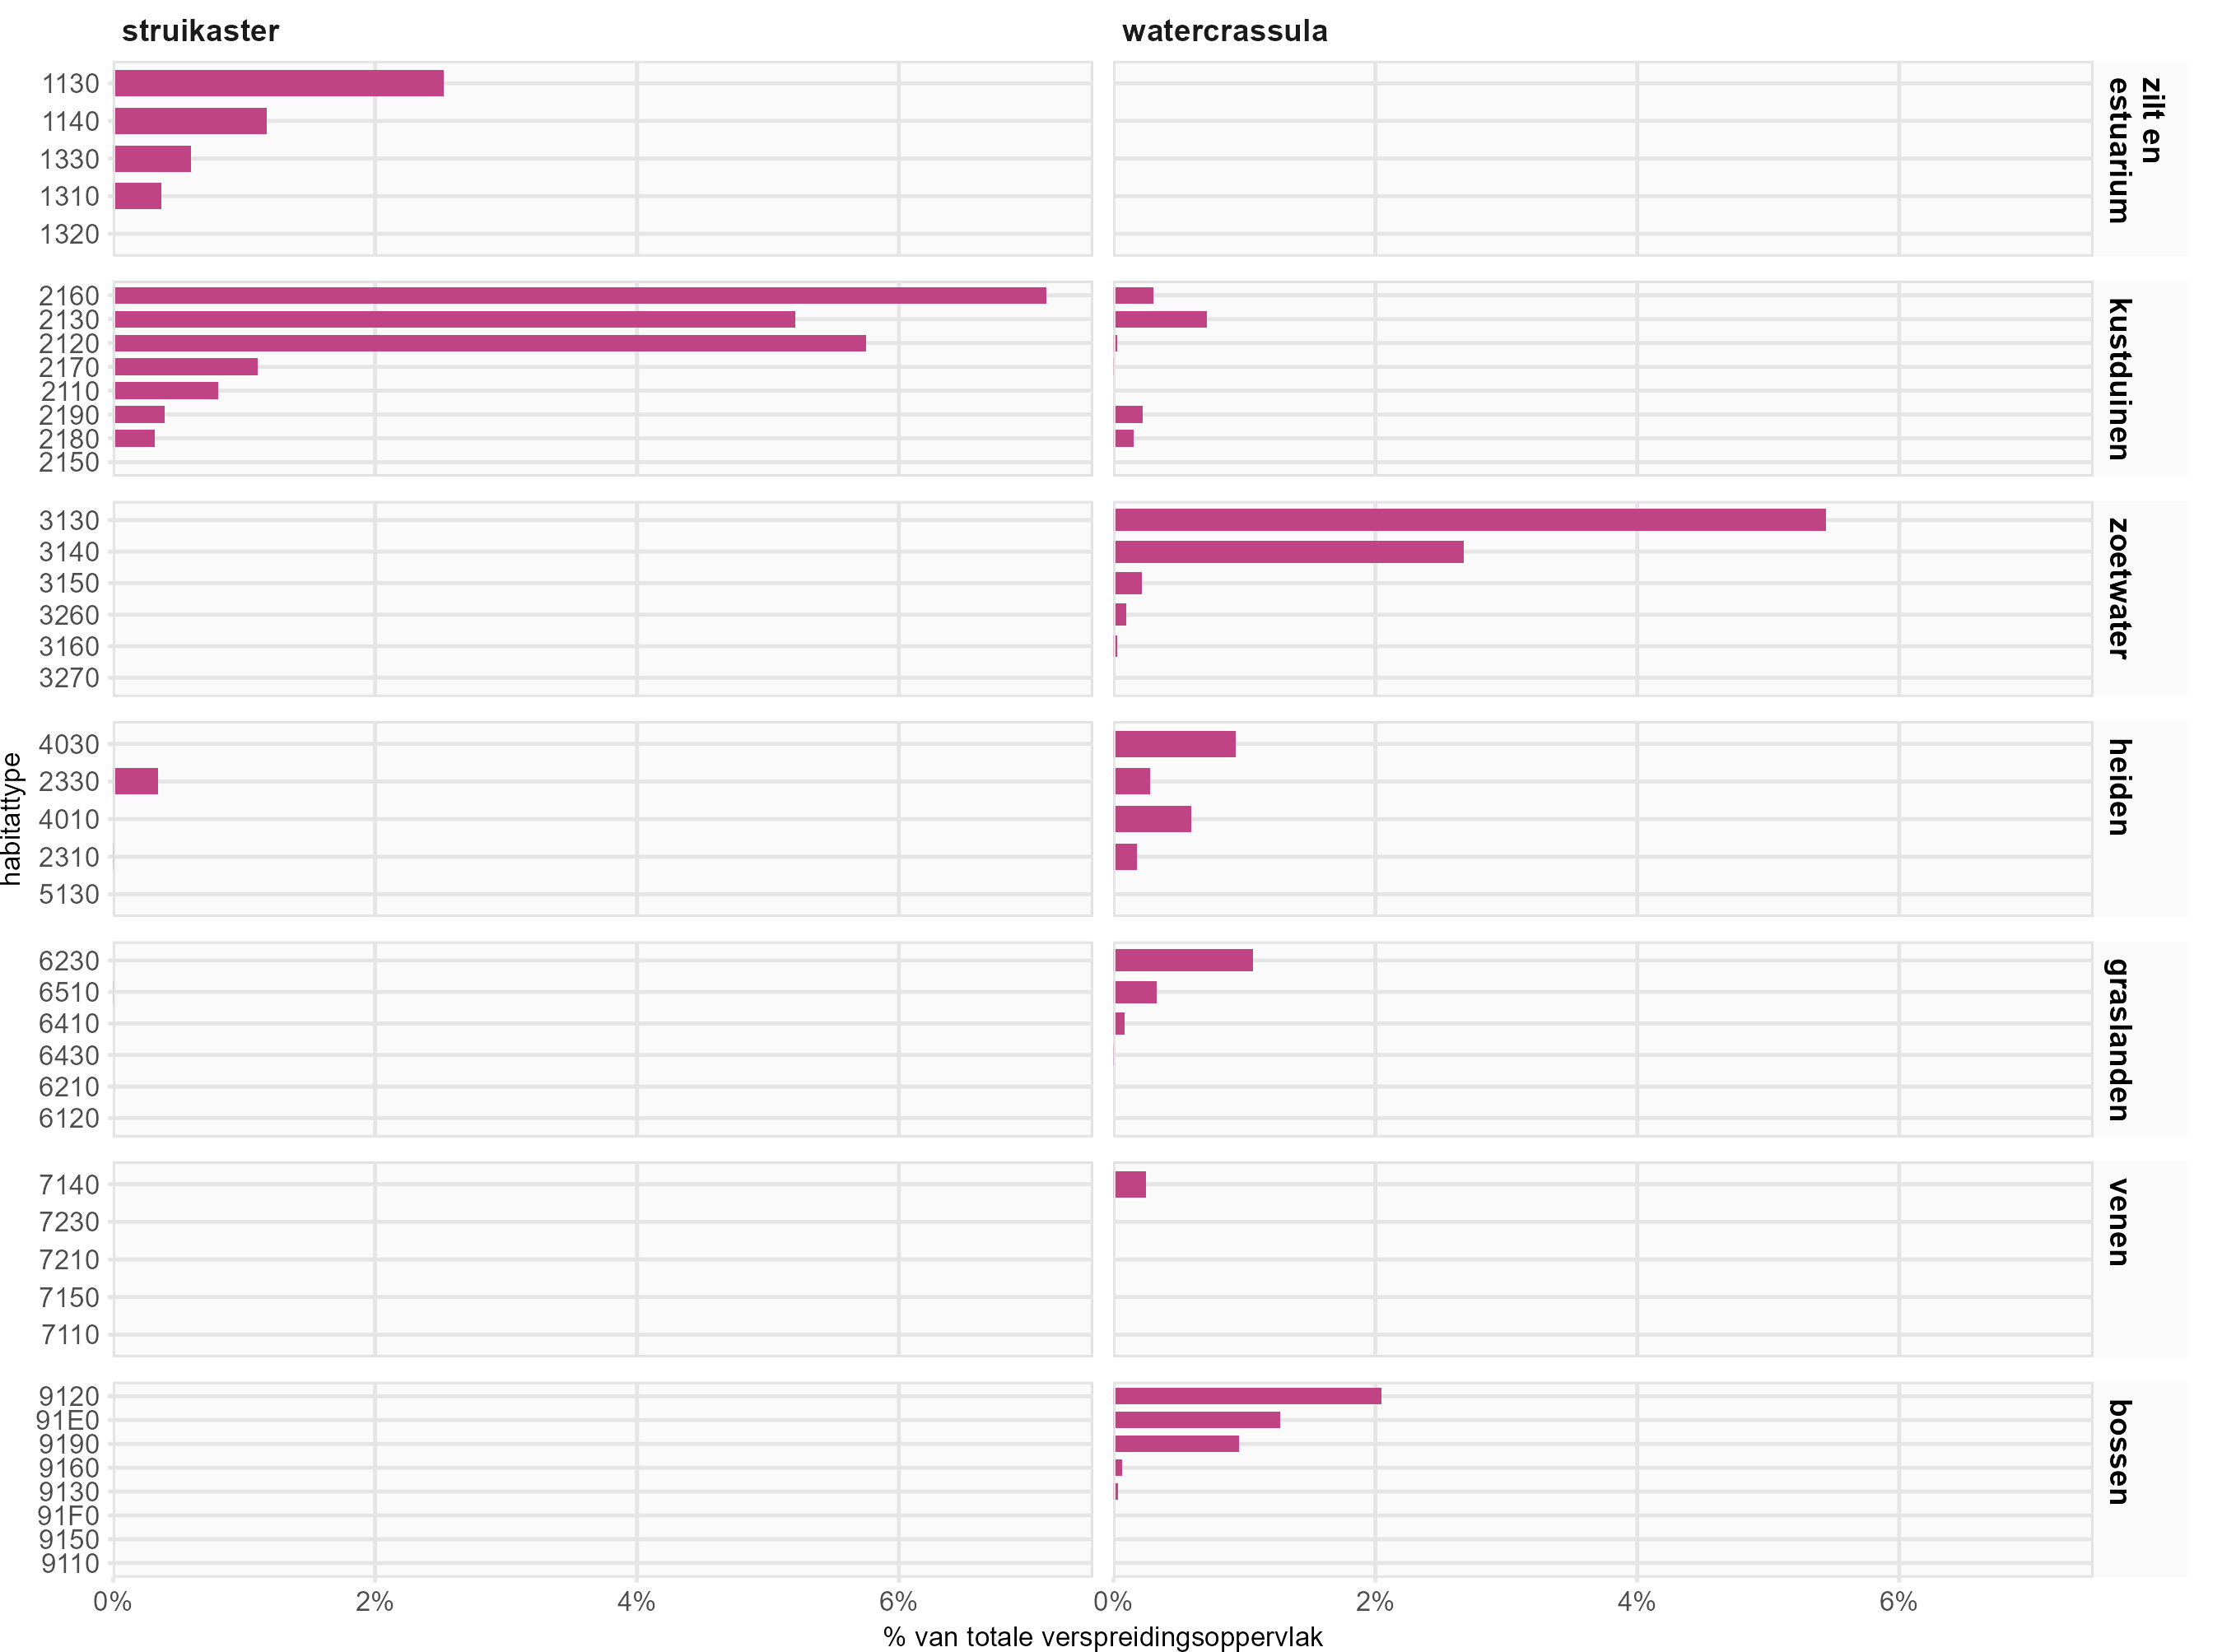 struikaster
watercrassula
1130
1140
1330
1310
1320
zilt en
estuarium
2160
2130
2120
2170
2110
2190
2180
2150
kustduinen
3130
3140
3150
3260
3160
3270
zoetwater
4030
2330
4010
2310
5130
heiden
6230
6510
6410
6430
6210
6120
graslanden
7140
7230
7210
7150
7110
venen
9120
91E0
9190
9160
9130
91F0
9150
9110
bossen
habitattype
0% 2% 4% 6% 0% 2% 4% 6%
% van totale verspreidingsoppervlak